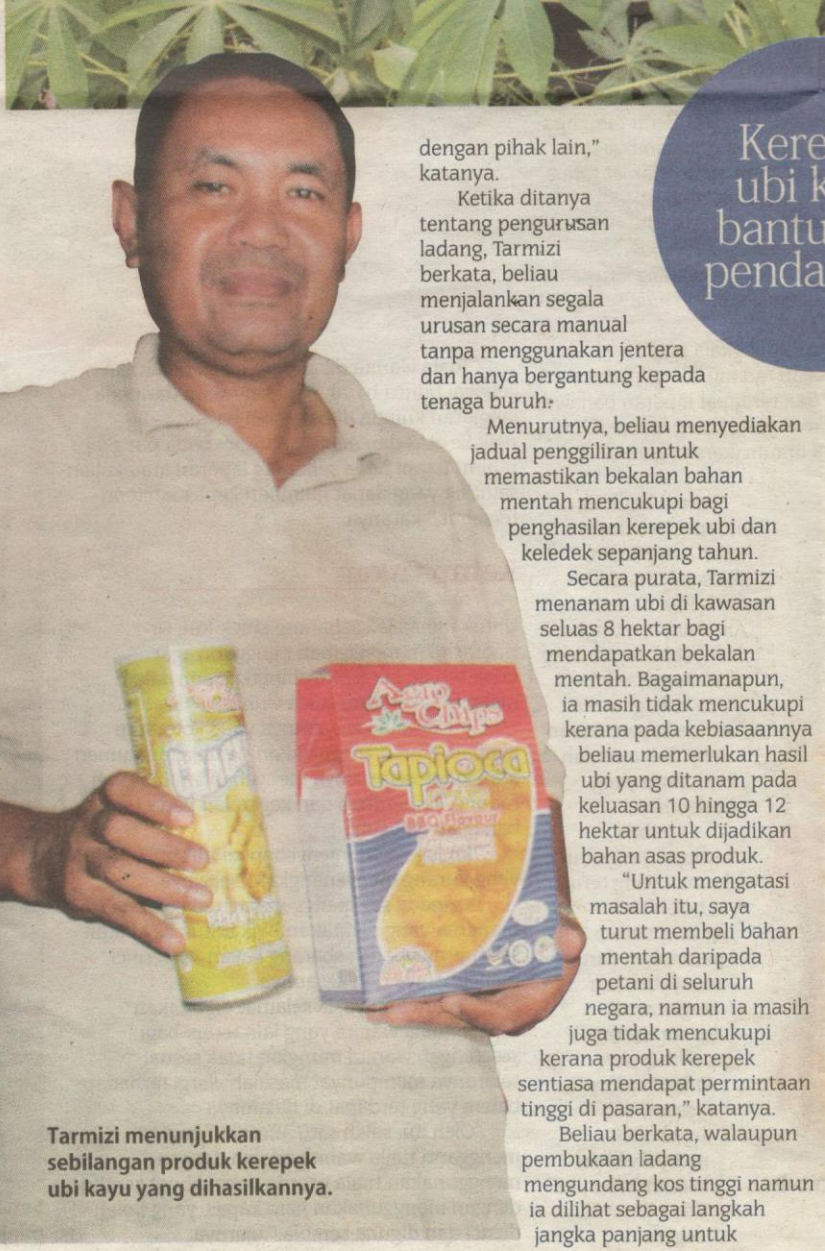 dengan pihak lain,"
katanya.
Ketika ditanya
tentang pengurusan
ladang, Tarmizi
berkata, beliau
menjalankan segala
urusan secara manual
tanpa menggunakan jentera
dan hanya bergantung kepada
tenaga buruh.
Menurutnya, beliau menyediakan
jadual penggiliran untuk
memastikan bekalan bahan
mentah mencukupi bagi
penghasilan kerepek ubi dan
keledek sepanjang tahun.
Secara purata, Tarmizi
menanam ubi di kawasan
seluas 8 hektar bagi
mendapatkan bekalan
mentah. Bagaimanapun,
ia masih tidak mencukupi
kerana pada kebiasaannya
beliau memerlukan hasil
ubi yang ditanam pada
keluasan 10 hingga 12
hektar untuk dijadikan
bahan asas produk.
"Untuk mengatasi
masalah itu, saya
turut membeli bahan
mentah daripada
petani di seluruh
negara, namun ia masih
juga tidak mencukupi
kerana produk kerepek
sentiasa mendapat permintaan
tinggi di pasaran," katanya.
Beliau berkata, walaupun
pembukaan ladang
mengundang kos tinggi namun
ia dilihat sebagai langkah
jangka panjang untuk
Kere
ubi k
bantu
penda
Agro
Chips
Tapioca
BBQ Flavour
Agro
Tarmizi menunjukkan
sebilangan produk kerepek
ubi kayu yang dihasilkannya.